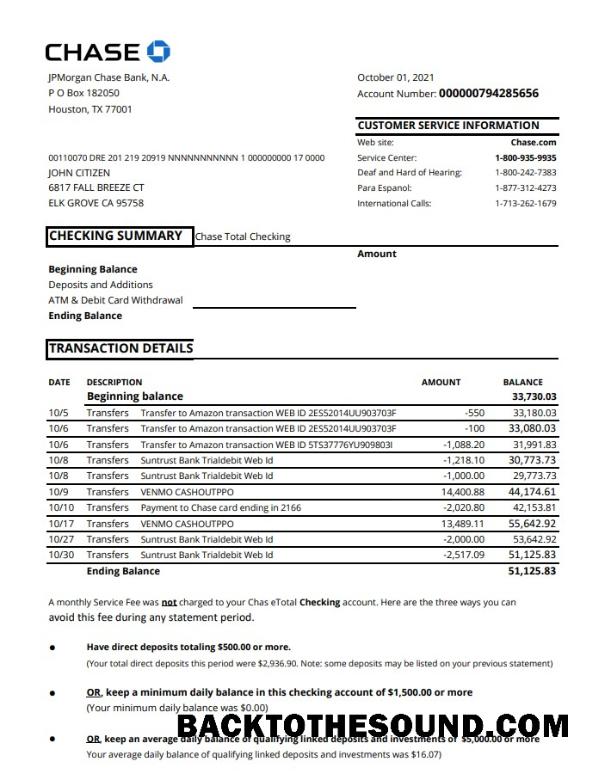 CHASE
JPMorgan Chase Bank, N.A.
P O Box 182050
Houston, TX 77001
October 01, 2021
Account Number: 000000794285656
CUSTOMER SERVICE INFORMATION
Web site: Chase.com
Service Center: 1-800-935-9935
Deaf and Hard of Hearing: 1-800-242-7383
Para Espanol: 1-877-312-4273
International Calls: 1-713-262-1679
00110070 DRE 201 219 20919 NNNNNNNNNNN 1 000000000 17 0000
JOHN CITIZEN
6817 FALL BREEZE CT
ELK GROVE CA 95758
CHECKING SUMMARY Chase Total Checking
Amount
Beginning Balance
Deposits and Additions
ATM & Debit Card Withdrawal
Ending Balance
TRANSACTION DETAILS
DATE DESCRIPTION AMOUNT BALANCE
Beginning balance 33,730.03
10/5 Transfers Transfer to Amazon transaction WEB ID 2ES52014UU903703F -550 33,180.03
10/6 Transfers Transfer to Amazon transaction WEB ID 2ES52014UU903703F -100 33,080.03
10/6 Transfers Transfer to Amazon transaction WEB ID 5TS37776YU909803I -1,088.20 31,991.83
10/8 Transfers Suntrust Bank Trialdebit Web Id -1,218.10 30,773.73
10/8 Transfers Suntrust Bank Trialdebit Web Id -1,000.00 29,773.73
10/9 Transfers VENMO CASHOUTPPO 14,400.88 44,174.61
10/10 Transfers Payment to Chase card ending in 2166 -2,020.80 42,153.81
10/17 Transfers VENMO CASHOUTPPO 13,489.11 55,642.92
10/27 Transfers Suntrust Bank Trialdebit Web Id -2,000.00 53,642.92
10/30 Transfers Suntrust Bank Trialdebit Web Id -2,517.09 51,125.83
Ending Balance 51,125.83
A monthly Service Fee was not charged to your Chas eTotal Checking account. Here are the three ways you can
avoid this fee during any statement period.
• Have direct deposits totaling $500.00 or more.
(Your total direct deposits this period were $2,936.90. Note: some deposits may be listed on your previous statement)
• OR, keep a minimum daily balance in this checking account of $1,500.00 or more
(Your minimum daily balance was $0.00)
BACKTOTHESOUND.COM
• OR, keep an average daily balance of qualifying linked deposits and investments of $5,000.00 or more
Your average daily balance of qualifying linked deposits and investments was $16.07)